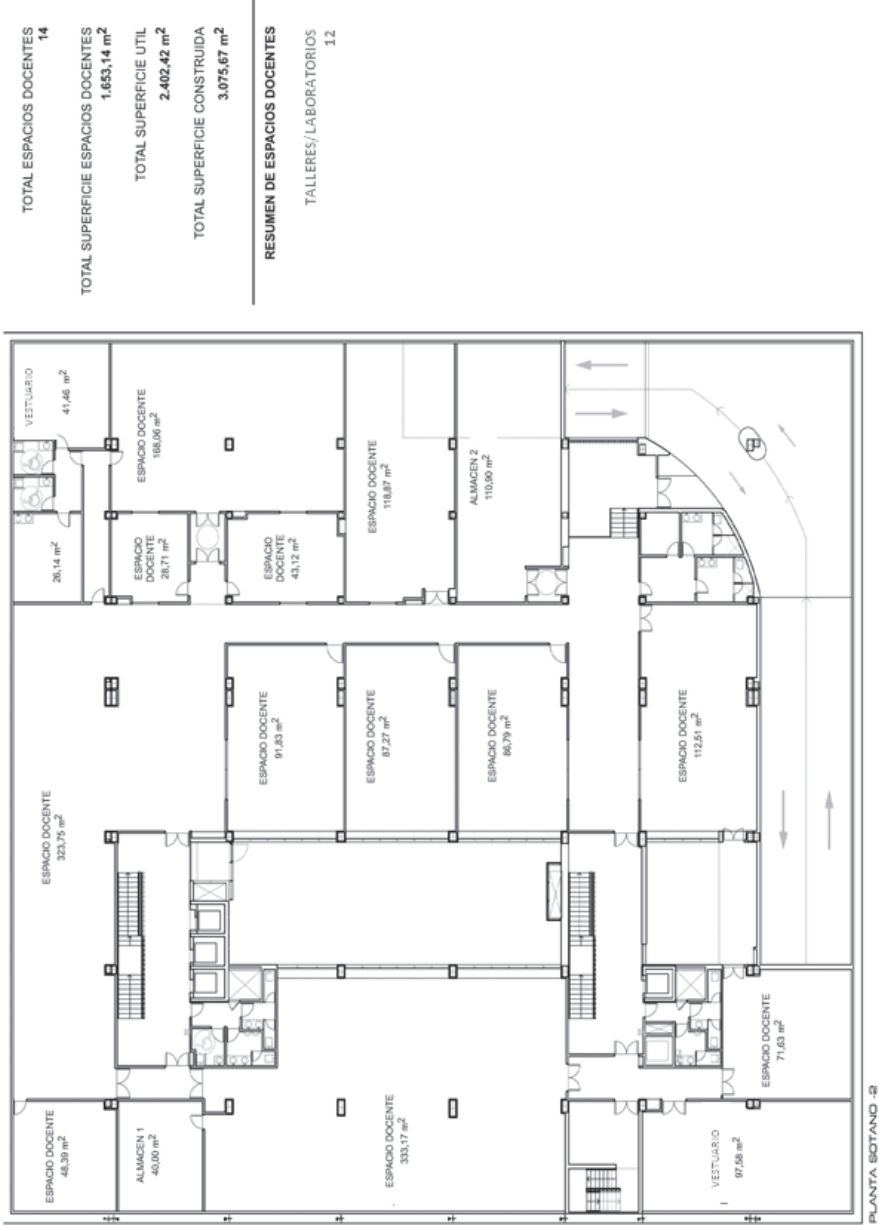 TOTAL ESPACIOS DOCENTES
14
TOTAL SUPERFICIE ESPACIOS DOCENTES
1.653,14 m²
TOTAL SUPERFICIE UTIL
2.402,42 m²
TOTAL SUPERFICIE CONSTRUIDA
3.075,67 m²
RESUMEN DE ESPACIOS DOCENTES
TALLERES/LABORATORIOS
12
ESPACIO DOCENTE
48,39 m²
ALMACEN 1
40,00 m²
ESPACIO DOCENTE
333,17 m²
VESTUARIO
97,58 m²
ESPACIO DOCENTE
71,63 m²
ESPACIO DOCENTE
323,75 m²
ESPACIO DOCENTE
91,83 m²
ESPACIO DOCENTE
87,27 m²
ESPACIO DOCENTE
86,79 m²
ESPACIO DOCENTE
112,51 m²
26,14 m²
ESPACIO
DOCENTE
28,71 m²
ESPACIO
DOCENTE
43,12 m²
VESTUARIO
41,46 m²
ESPACIO DOCENTE
168,06 m²
ESPACIO DOCENTE
118,87 m²
ALMACEN 2
110,90 m²
PLANTA SOTANO -2